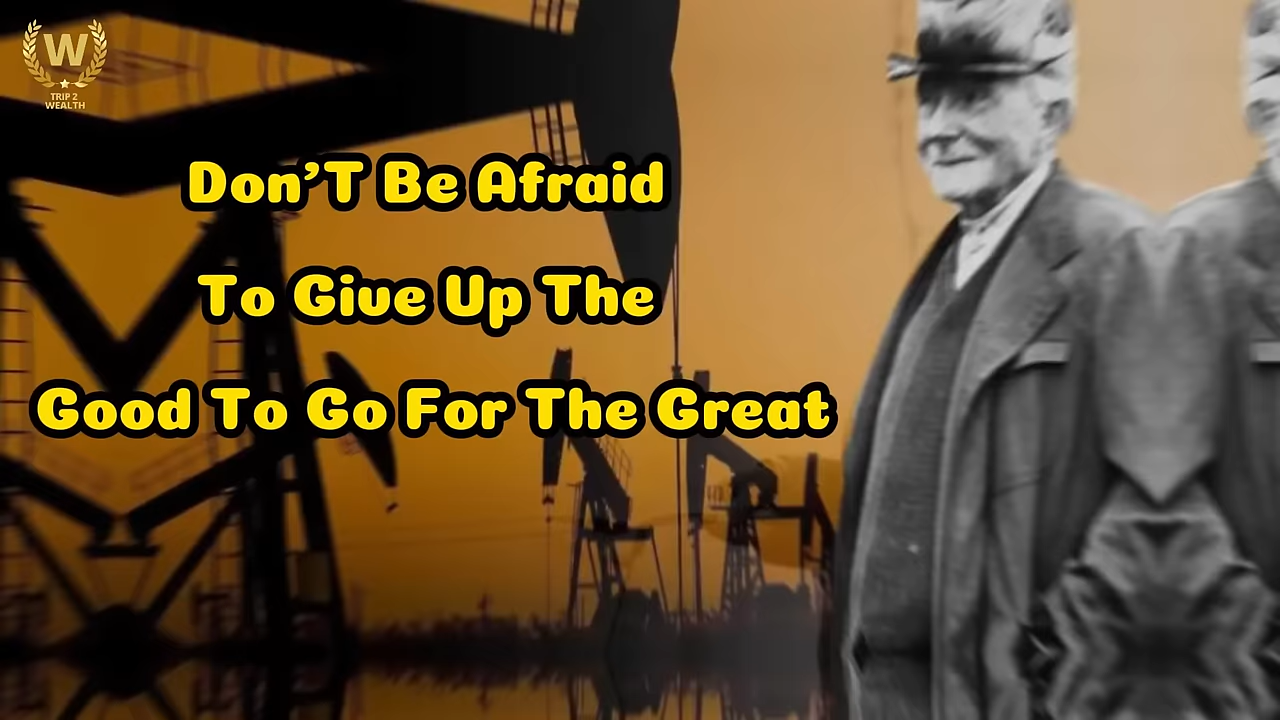 W
TRIP 2
WEALTH
Don'T Be Afraid
To Give Up The
Good To Go For The Great